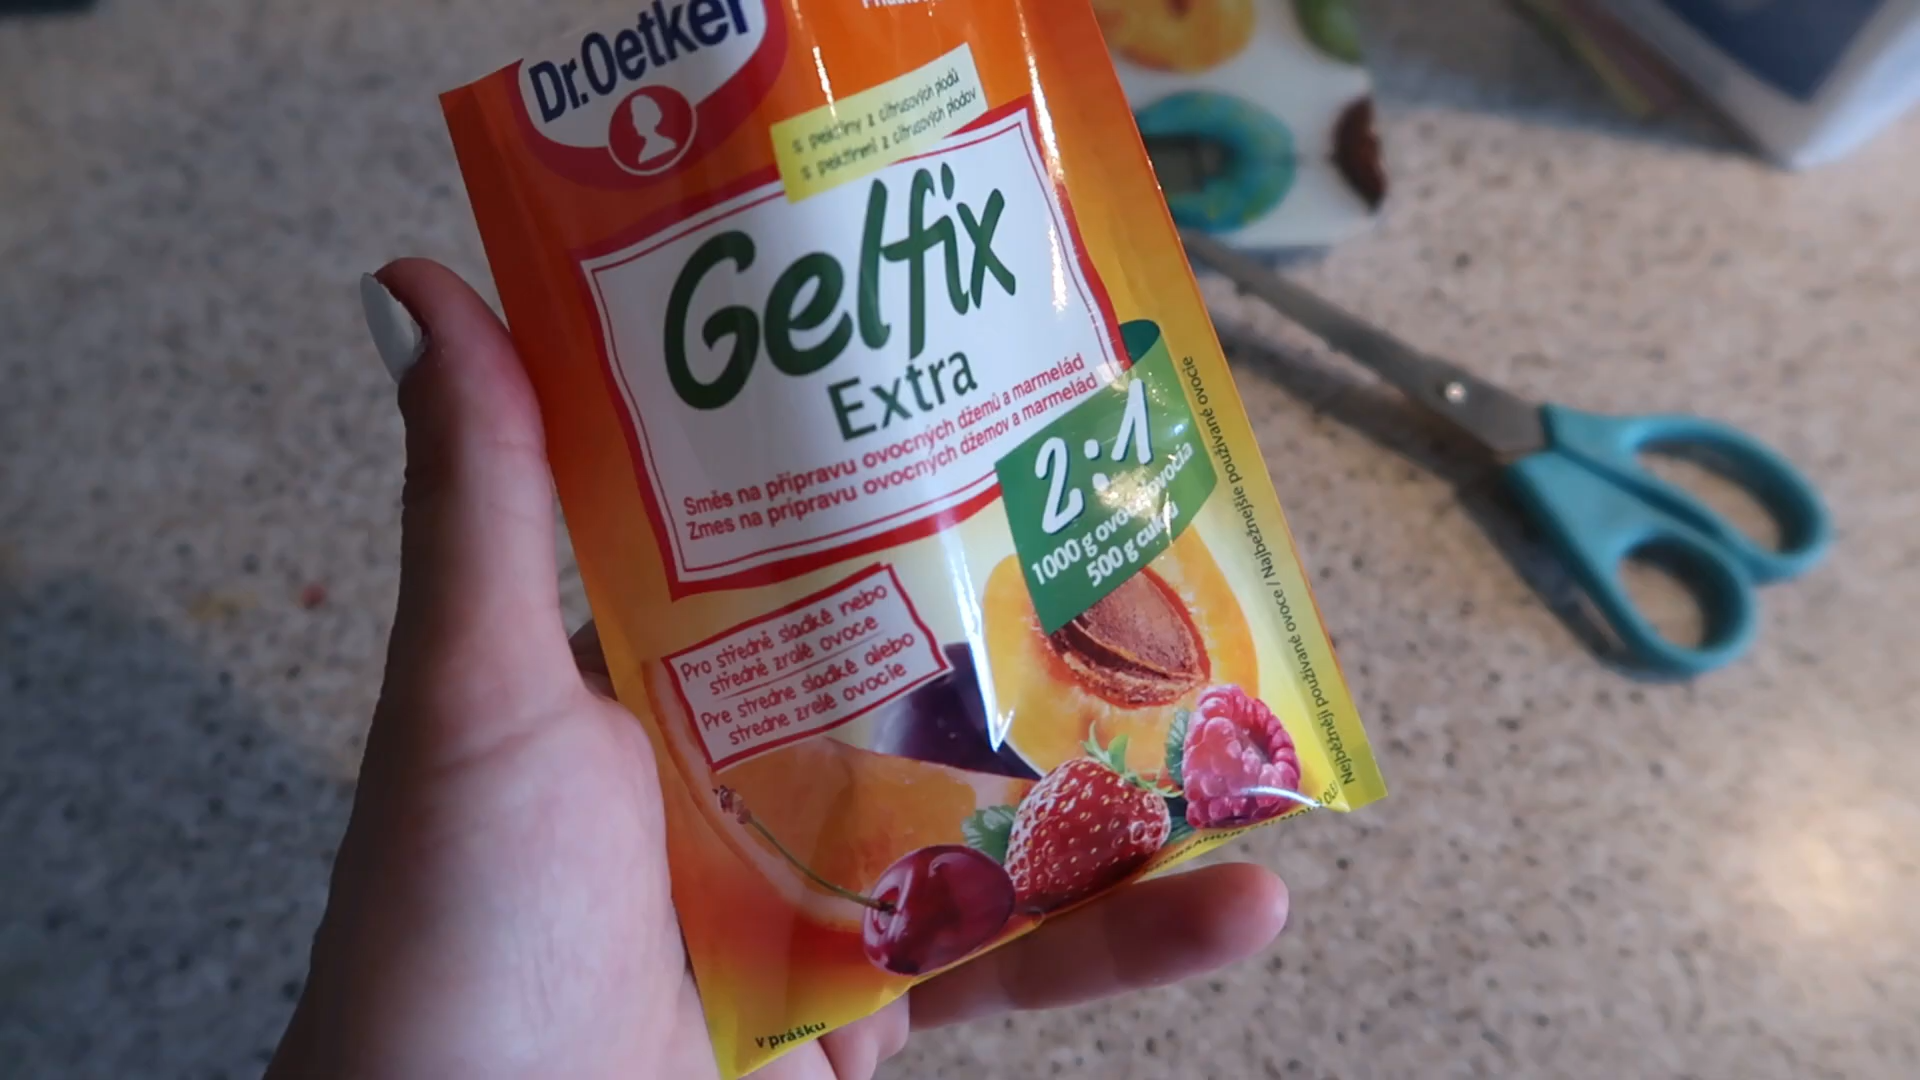 Dr.Oetker
s pektiny z citrusových plodů
s pektínmi z citrusových plodov
Gelfix
Extra
Směs na přípravu ovocných džemů a marmelád
Zmes na prípravu ovocných džemov a marmelád
2:1
1000 g ovoce/ovocia
500 g cukru
Pro středně sladké nebo
středně zralé ovoce
Pre stredne sladké alebo
stredne zrelé ovocie
Nejběžněji používané ovoce / Najbežnejšie používané ovocie
v prášku